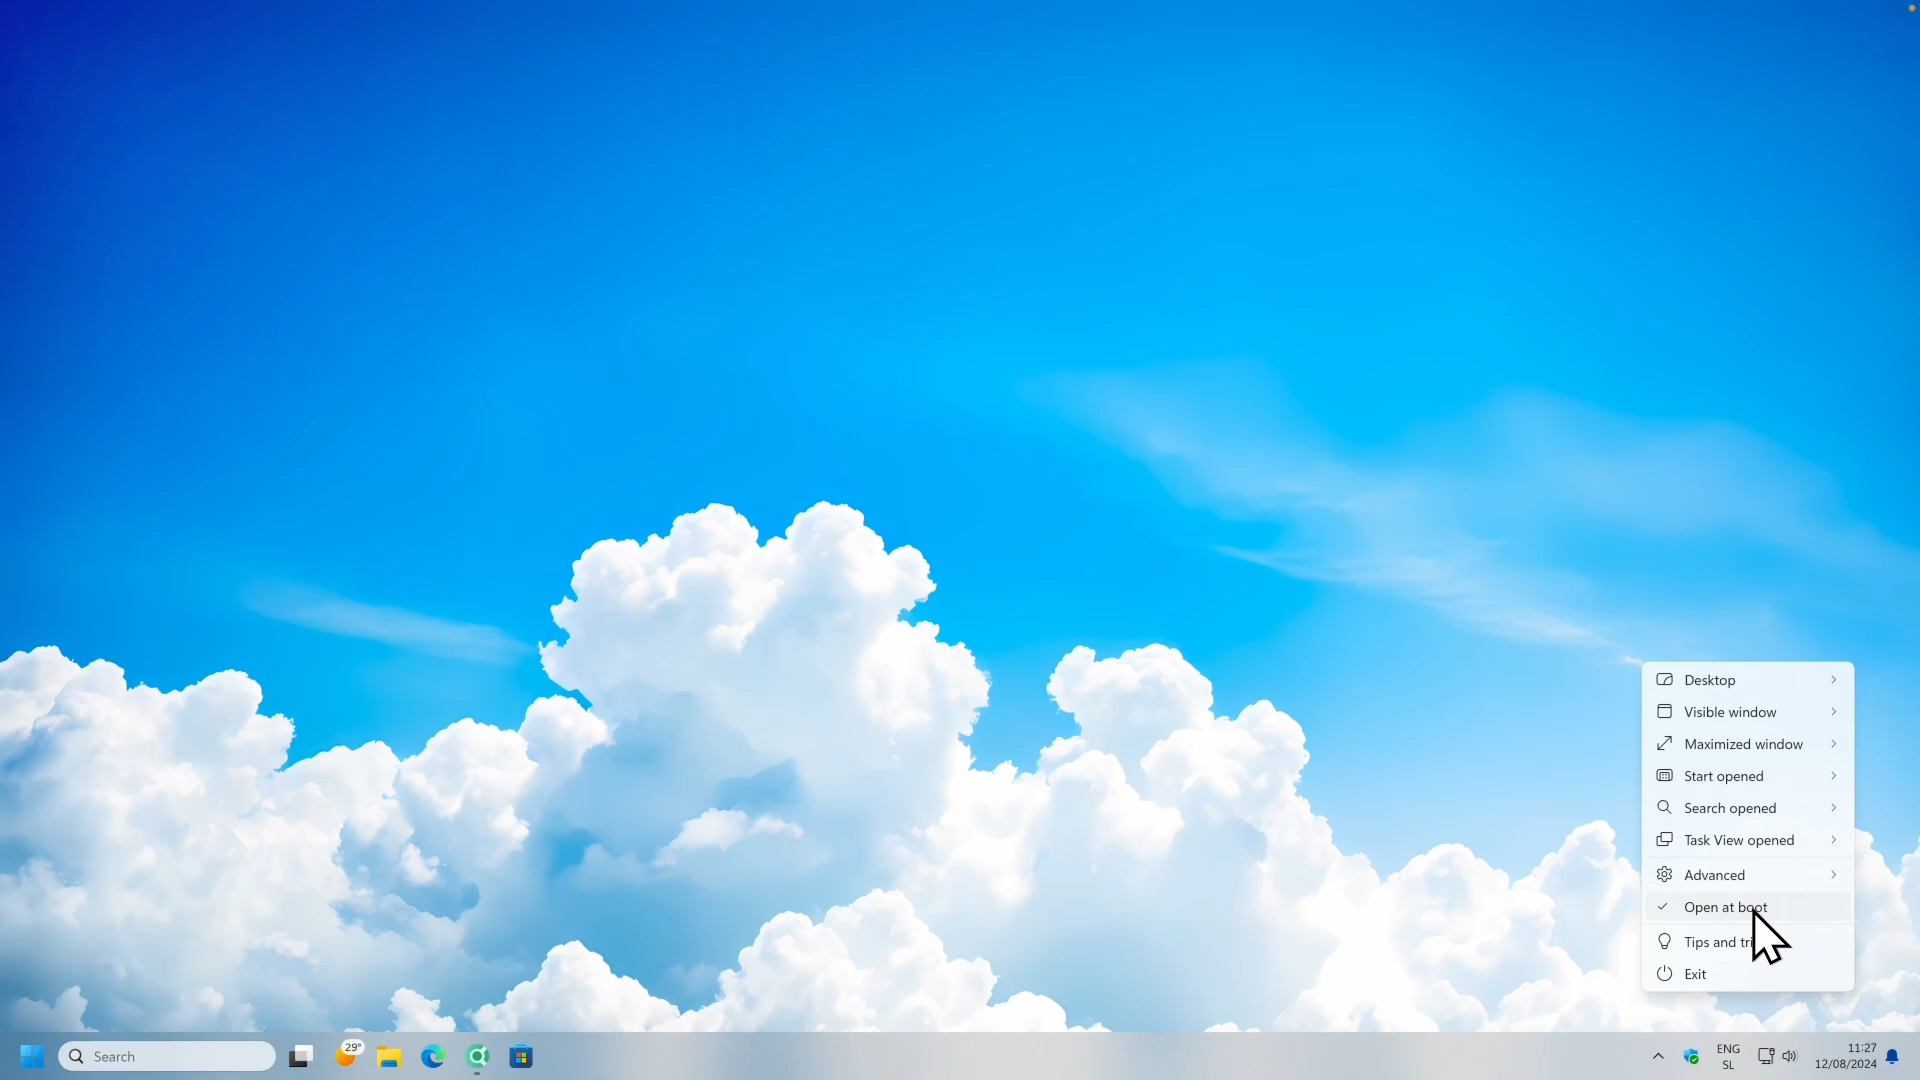 Desktop
Visible window
Maximized window
Start opened
Search opened
Task View opened
Advanced
Open at boot
Tips and tri
Exit
29°
Search
ENG
SL
11:27
12/08/2024